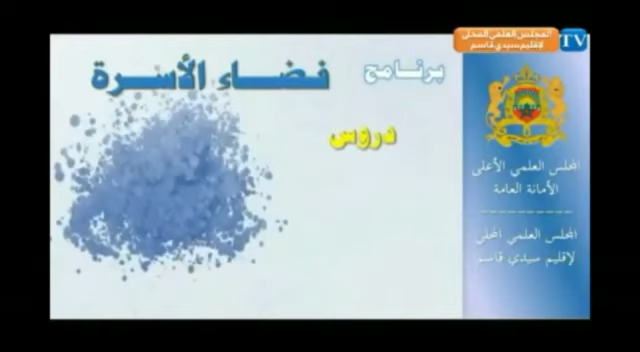 المجلس العلمي المحلي
لإقليم سيدي قاسم
TV
برنامج
فضاء الأسرة
دروس
المجلس العلمي الأعلى
الأمانة العامة
المجلس العلمي المحلي
لإقليم سيدي قاسم